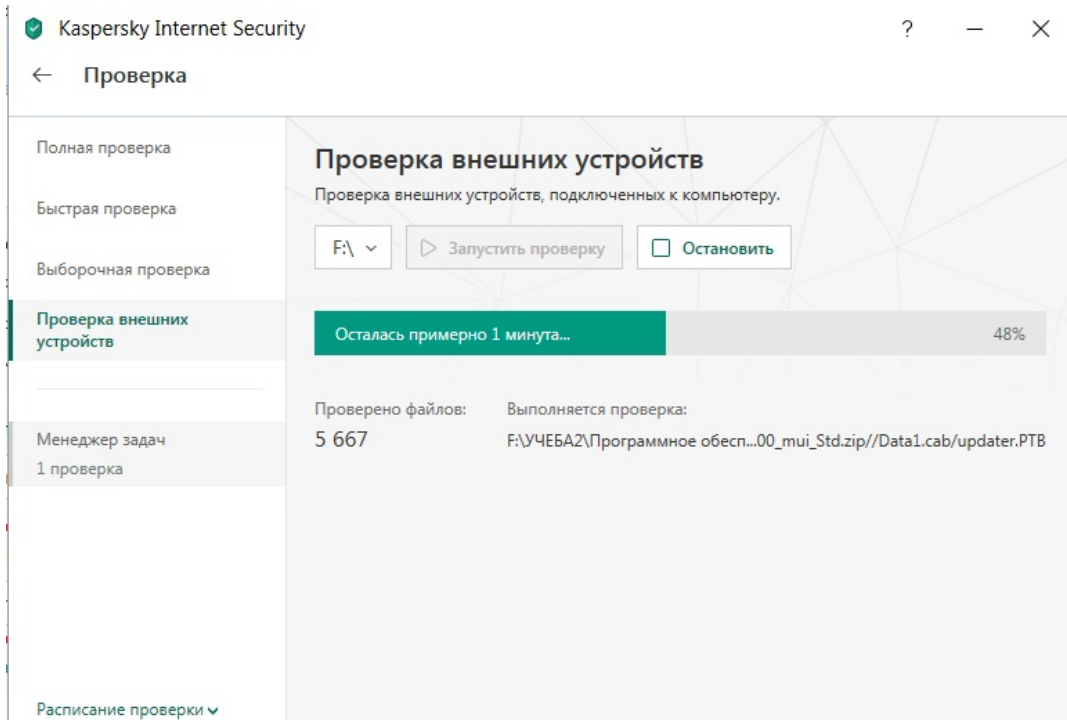 Kaspersky Internet Security
?
Проверка
Полная проверка
Быстрая проверка
Выборочная проверка
Проверка внешних
устройств
Менеджер задач
1 проверка
Расписание проверки
Проверка внешних устройств
Проверка внешних устройств, подключенных к компьютеру.
F:\
Запустить проверку
Остановить
Осталась примерно 1 минута...
48%
Проверено файлов:
5 667
Выполняется проверка:
F:\УЧЕБА2\Программное обесп...00_mui_Std.zip//Data1.cab/updater.PTB